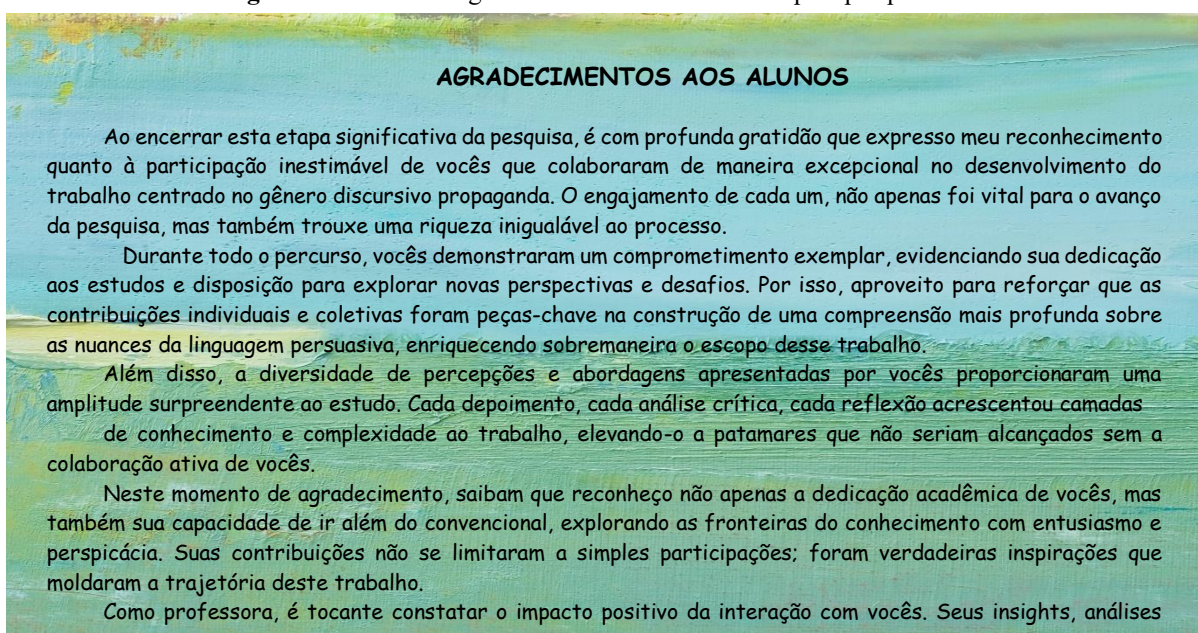 AGRADECIMENTOS AOS ALUNOS
Ao encerrar esta etapa significativa da pesquisa, é com profunda gratidão que expresso meu reconhecimento
quanto à participação inestimável de vocês que colaboraram de maneira excepcional no desenvolvimento do
trabalho centrado no gênero discursivo propaganda. O engajamento de cada um, não apenas foi vital para o avanço
da pesquisa, mas também trouxe uma riqueza inigualável ao processo.
Durante todo o percurso, vocês demonstraram um comprometimento exemplar, evidenciando sua dedicação
aos estudos e disposição para explorar novas perspectivas e desafios. Por isso, aproveito para reforçar que as
contribuições individuais e coletivas foram peças-chave na construção de uma compreensão mais profunda sobre
as nuances da linguagem persuasiva, enriquecendo sobremaneira o escopo desse trabalho.
Além disso, a diversidade de percepções e abordagens apresentadas por vocês proporcionaram uma
amplitude surpreendente ao estudo. Cada depoimento, cada análise crítica, cada reflexão acrescentou camadas
de conhecimento e complexidade ao trabalho, elevando-o a patamares que não seriam alcançados sem a
colaboração ativa de vocês.
Neste momento de agradecimento, saibam que reconheço não apenas a dedicação acadêmica de vocês, mas
também sua capacidade de ir além do convencional, explorando as fronteiras do conhecimento com entusiasmo e
perspicácia. Suas contribuições não se limitaram a simples participações; foram verdadeiras inspirações que
moldaram a trajetória deste trabalho.
Como professora, é tocante constatar o impacto positivo da interação com vocês. Seus insights, análises